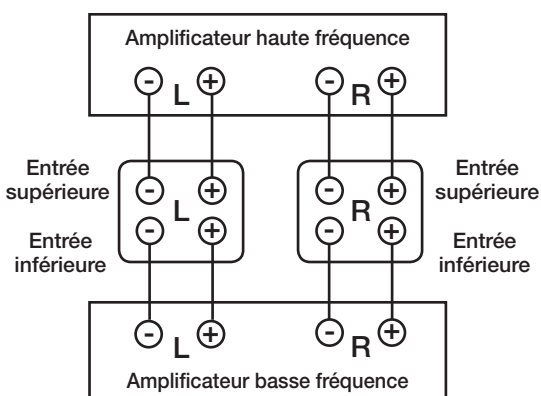 Amplificateur haute fréquence
- L + - R +
Entrée
supérieure
- L +
- R +
Entrée
supérieure
Entrée
inférieure
- +
- +
Entrée
inférieure
- L + - R +
Amplificateur basse fréquence